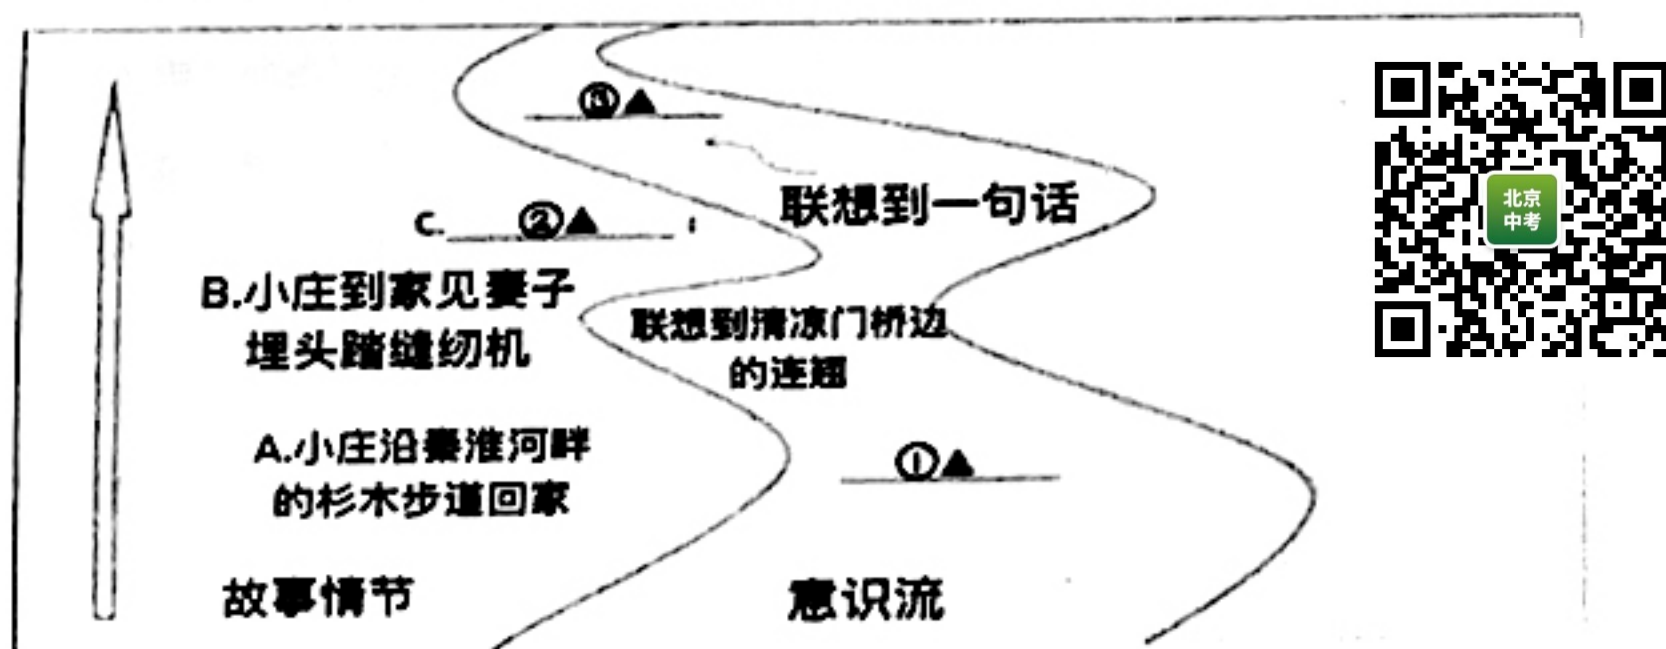 ③▲
联想到一句话
C.②▲;
B.小庄到家见妻子
埋头踏缝纫机
联想到清凉门桥边
的连翘
A.小庄沿秦淮河畔
的杉木步道回家
①▲
故事情节
意识流
北京
中考